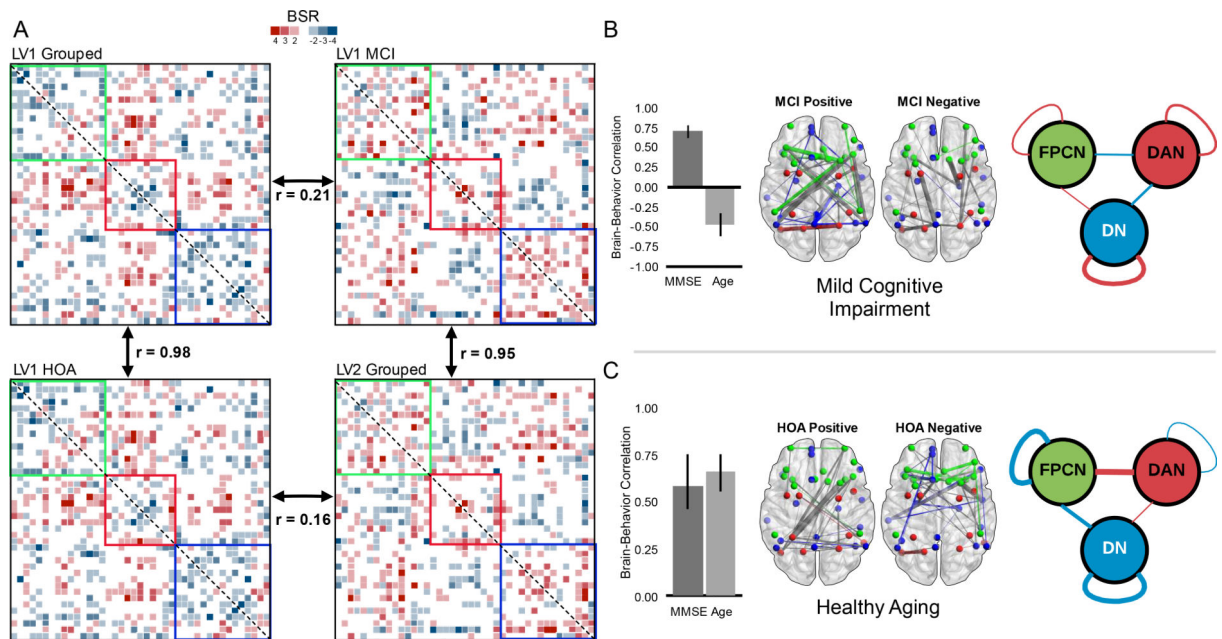 A
BSR
4 3 2 -2 -3 -4
LV1 Grouped
LV1 MCI
r = 0.21
r = 0.98
r = 0.95
LV1 HOA
LV2 Grouped
r = 0.16
B
Brain-Behavior Correlation
1.00
0.75
0.50
0.25
0.00
-0.25
-0.50
-0.75
-1.00
MMSE Age
MCI Positive
MCI Negative
Mild Cognitive
Impairment
FPCN
DAN
DN
C
Brain-Behavior Correlation
1.00
0.75
0.50
0.25
0.00
MMSE Age
HOA Positive
HOA Negative
Healthy Aging
FPCN
DAN
DN